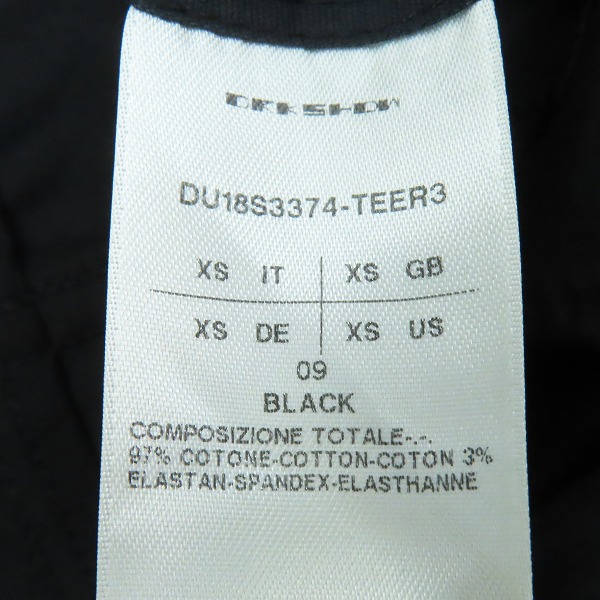 DRKSHDW
DU18S3374-TEER3
XS IT XS GB
XS DE XS US
09
BLACK
COMPOSIZIONE TOTALE-.-.
97% COTONE-COTTON-COTON 3%
ELASTAN-SPANDEX-ELASTHANNE